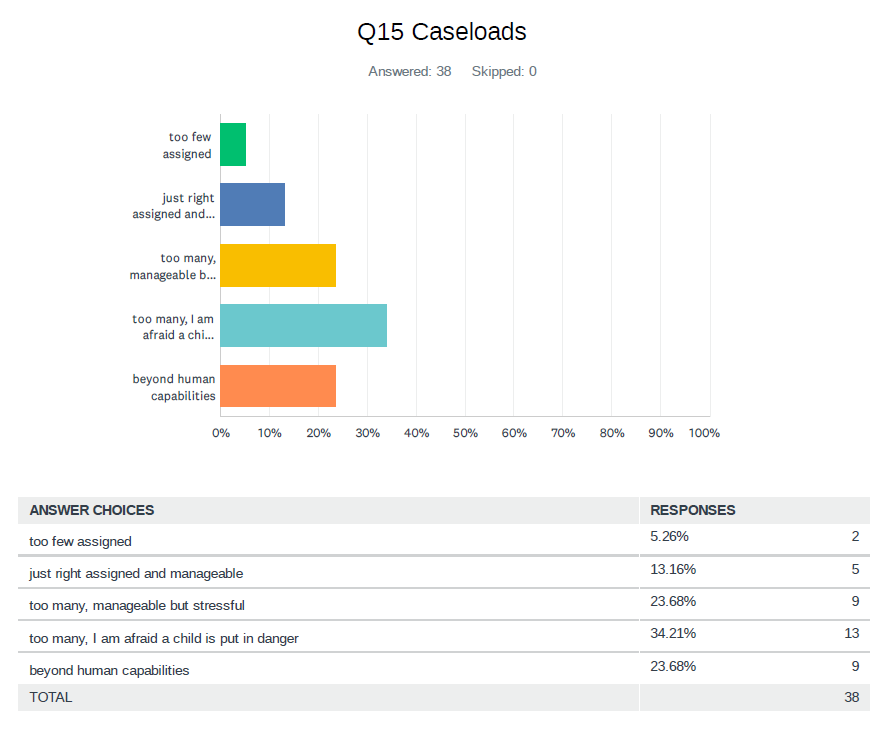 Q15 Caseloads
Answered: 38 Skipped: 0
too few
assigned
just right
assigned and...
too many,
manageable b...
too many, I am
afraid a chi...
beyond human
capabilities
0% 10% 20% 30% 40% 50% 60% 70% 80% 90% 100%
ANSWER CHOICES RESPONSES
too few assigned 5.26% 2
just right assigned and manageable 13.16% 5
too many, manageable but stressful 23.68% 9
too many, I am afraid a child is put in danger 34.21% 13
beyond human capabilities 23.68% 9
TOTAL 38